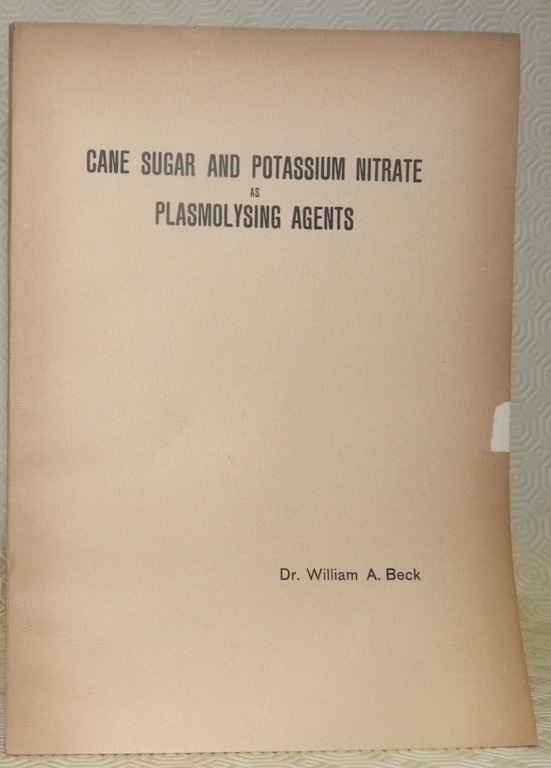 CANE SUGAR AND POTASSIUM NITRATE
AS
PLASMOLYSING AGENTS
Dr. William A. Beck